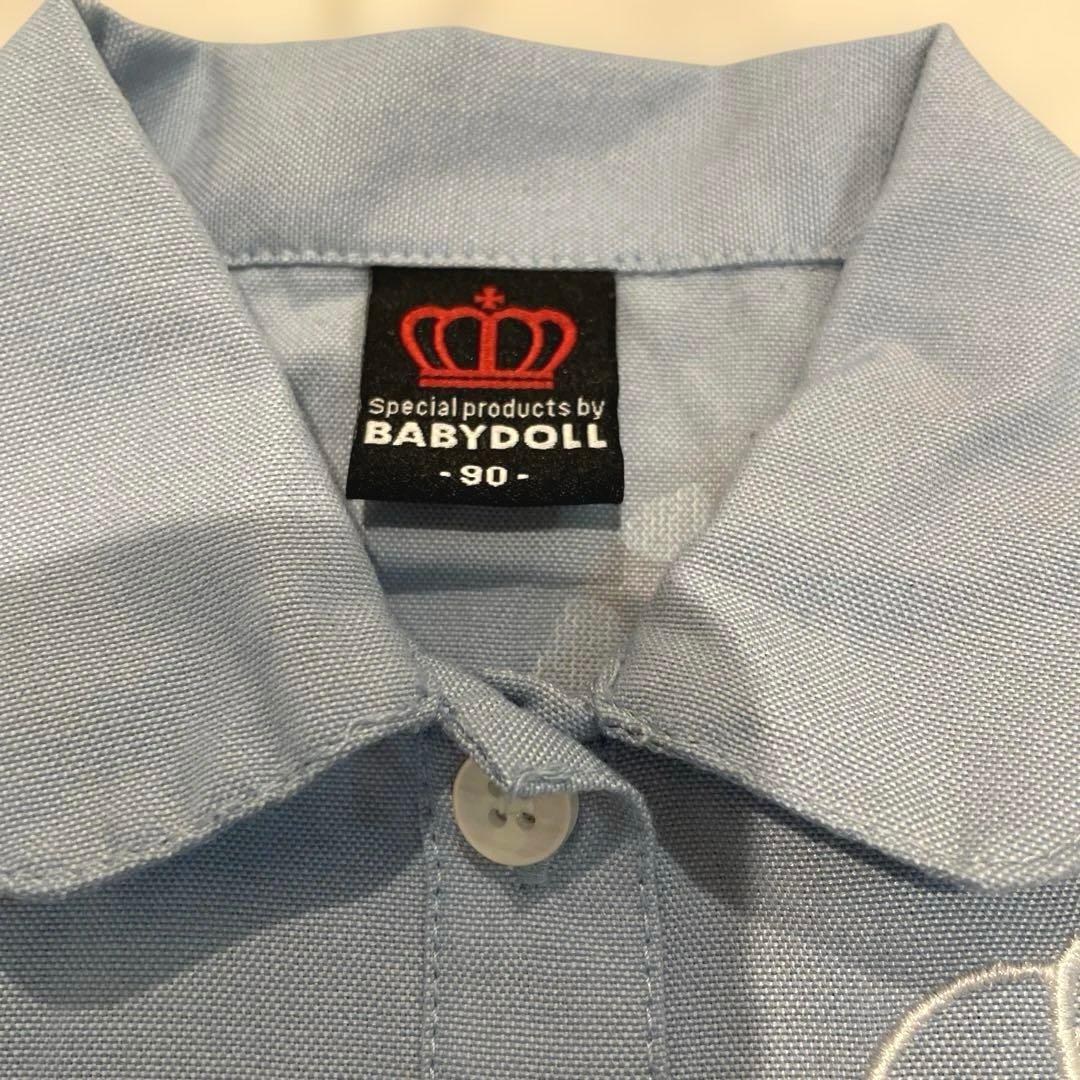 Special products by
BABYDOLL
- 90 -